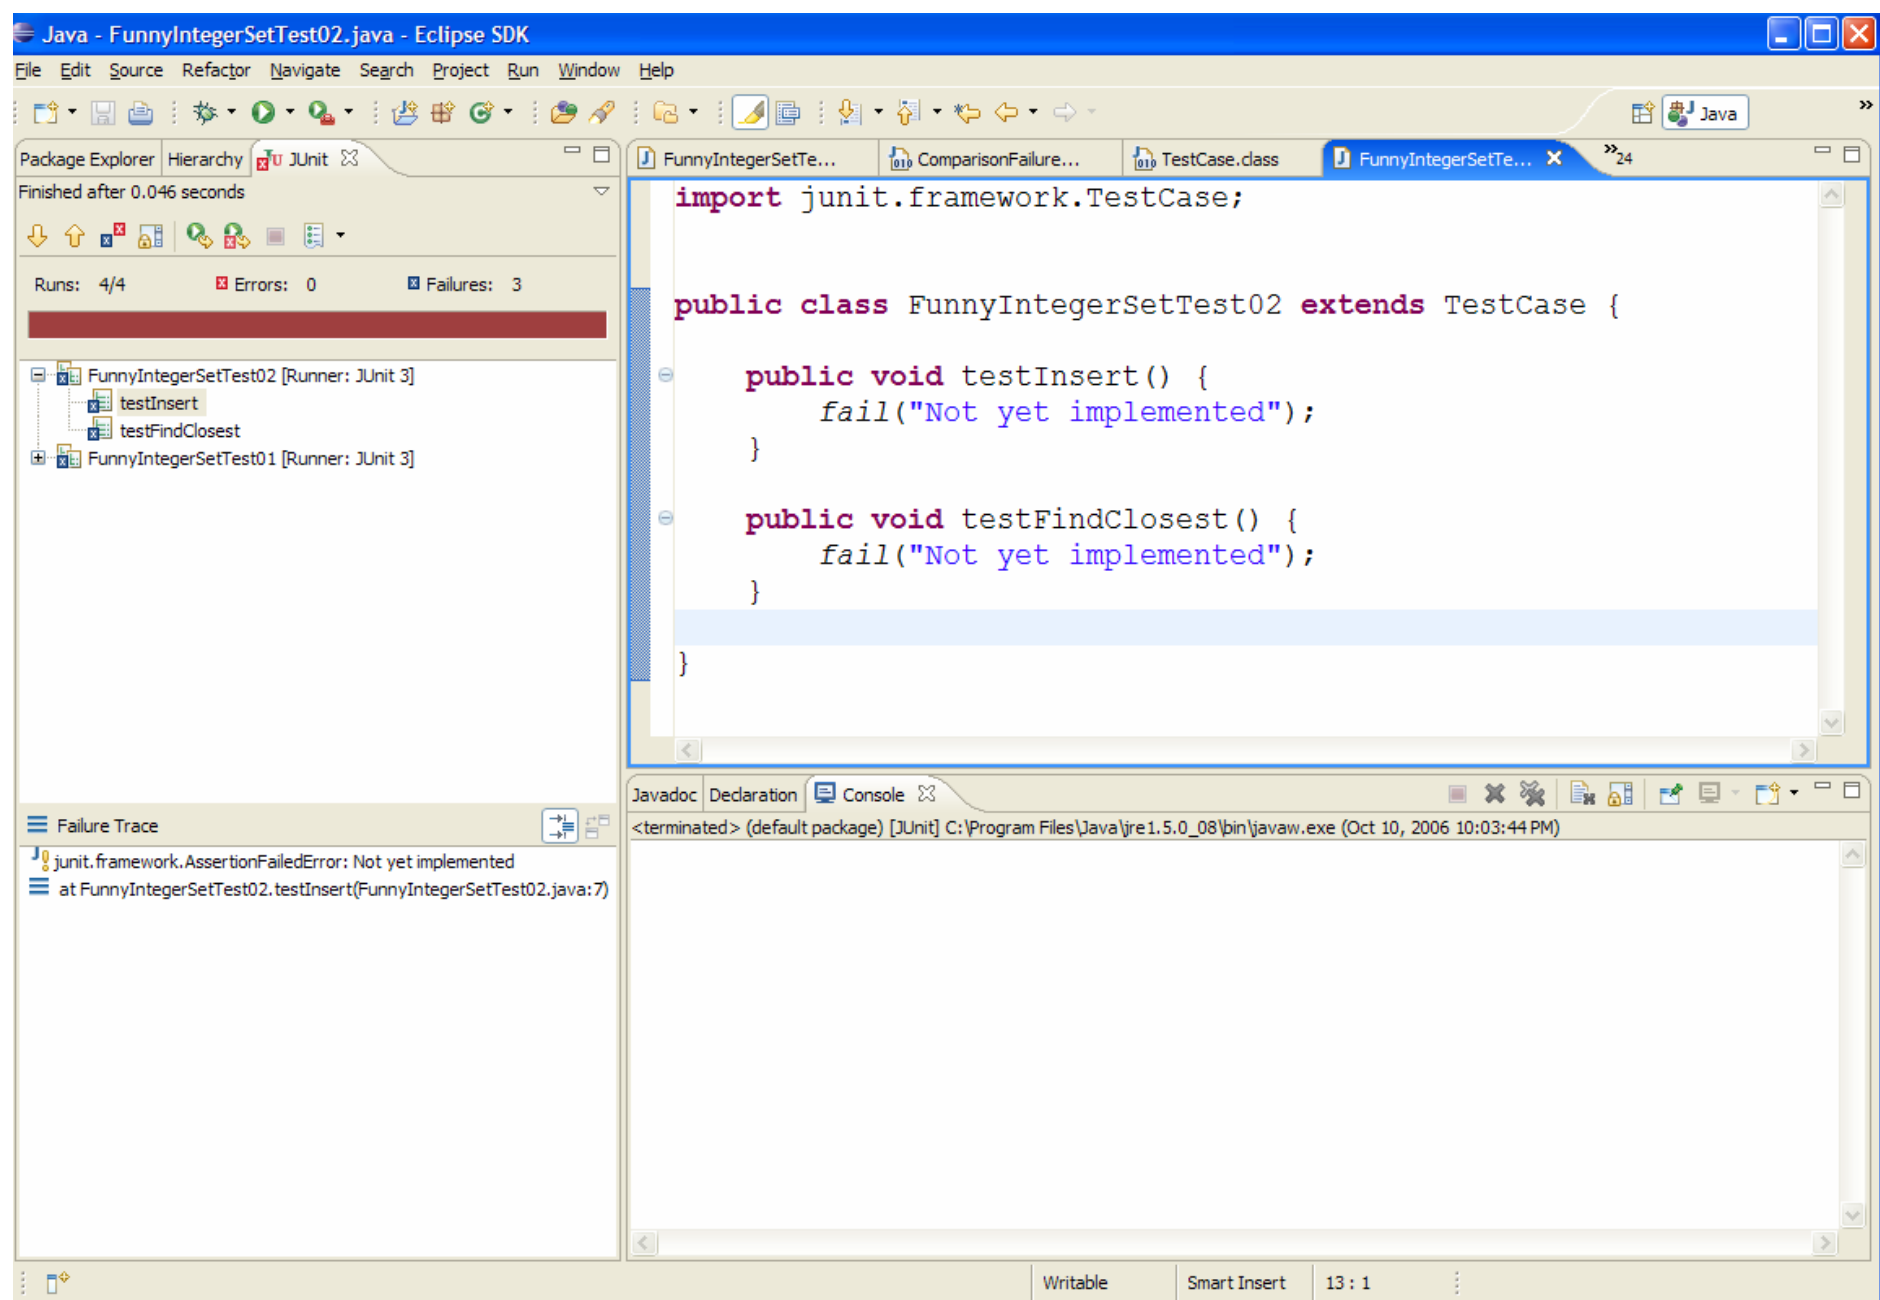 Java - FunnyIntegerSetTest02.java - Eclipse SDK
File Edit Source Refactor Navigate Search Project Run Window Help
Java
Package Explorer Hierarchy JUnit
Finished after 0.046 seconds
Runs: 4/4 Errors: 0 Failures: 3
FunnyIntegerSetTest02 [Runner: JUnit 3]
testInsert
testFindClosest
FunnyIntegerSetTest01 [Runner: JUnit 3]
Failure Trace
junit.framework.AssertionFailedError: Not yet implemented
at FunnyIntegerSetTest02.testInsert(FunnyIntegerSetTest02.java:7)
FunnyIntegerSetTe... ComparisonFailure... TestCase.class FunnyIntegerSetTe... »24
import junit.framework.TestCase;
public class FunnyIntegerSetTest02 extends TestCase {
public void testInsert() {
fail("Not yet implemented");
}
public void testFindClosest() {
fail("Not yet implemented");
}
}
Javadoc Declaration Console
<terminated> (default package) [JUnit] C:\Program Files\Java\jre1.5.0_08\bin\javaw.exe (Oct 10, 2006 10:03:44 PM)
Writable Smart Insert 13 : 1